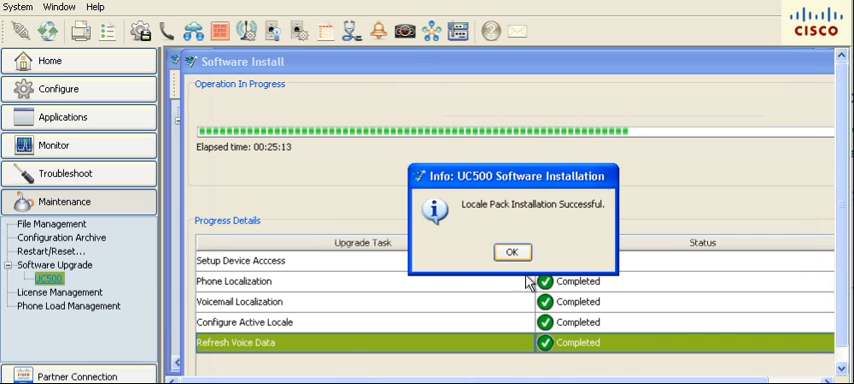 System Window Help
CISCO
Home
Configure
Applications
Monitor
Troubleshoot
Maintenance
File Management
Configuration Archive
Restart/Reset...
Software Upgrade
UC500
License Management
Phone Load Management
Partner Connection
Software Install
Operation In Progress
Elapsed time: 00:25:13
Info: UC500 Software Installation
Locale Pack Installation Successful.
OK
Progress Details
Upgrade Task Status
Setup Device Acccess
Phone Localization Completed
Voicemail Localization Completed
Configure Active Locale Completed
Refresh Voice Data Completed